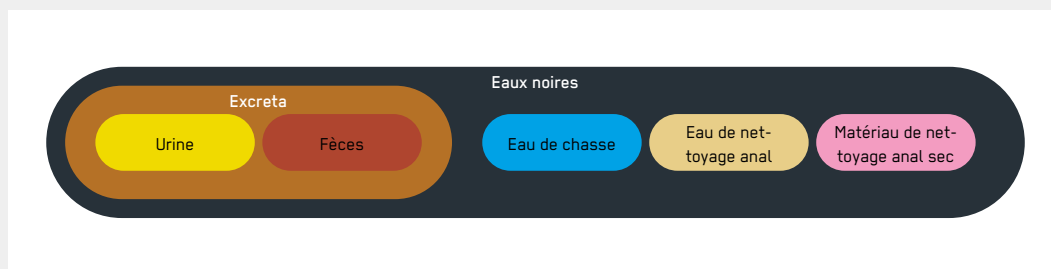 Eaux noires
Excreta
Urine
Fèces
Eau de chasse
Eau de net-
toyage anal
Matériau de net-
toyage anal sec